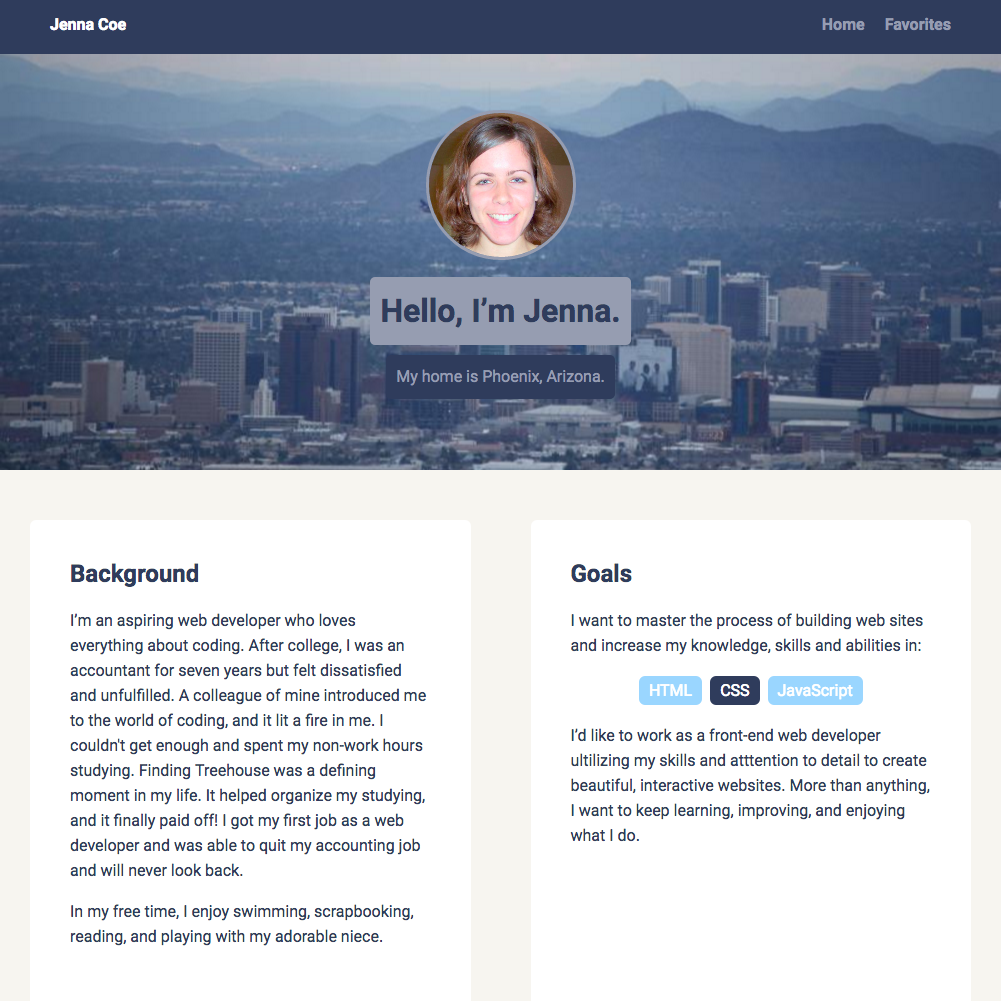 Jenna Coe
Home Favorites
Hello, I’m Jenna.
My home is Phoenix, Arizona.
Background
I’m an aspiring web developer who loves
everything about coding. After college, I was an
accountant for seven years but felt dissatisfied
and unfulfilled. A colleague of mine introduced me
to the world of coding, and it lit a fire in me. I
couldn't get enough and spent my non-work hours
studying. Finding Treehouse was a defining
moment in my life. It helped organize my studying,
and it finally paid off! I got my first job as a web
developer and was able to quit my accounting job
and will never look back.
In my free time, I enjoy swimming, scrapbooking,
reading, and playing with my adorable niece.
Goals
I want to master the process of building web sites
and increase my knowledge, skills and abilities in:
HTML CSS JavaScript
I’d like to work as a front-end web developer
ultilizing my skills and atttention to detail to create
beautiful, interactive websites. More than anything,
I want to keep learning, improving, and enjoying
what I do.